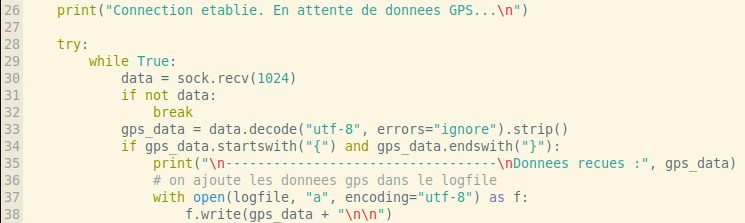 26 print("Connection etablie. En attente de donnees GPS...\n")
27
28 try:
29 while True:
30 data = sock.recv(1024)
31 if not data:
32 break
33 gps_data = data.decode("utf-8", errors="ignore").strip()
34 if gps_data.startswith("{") and gps_data.endswith("}"):
35 print("\n----------------------------------\nDonnees recues :", gps_data)
36 # on ajoute les donnees gps dans le logfile
37 with open(logfile, "a", encoding="utf-8") as f:
38 f.write(gps_data + "\n\n")